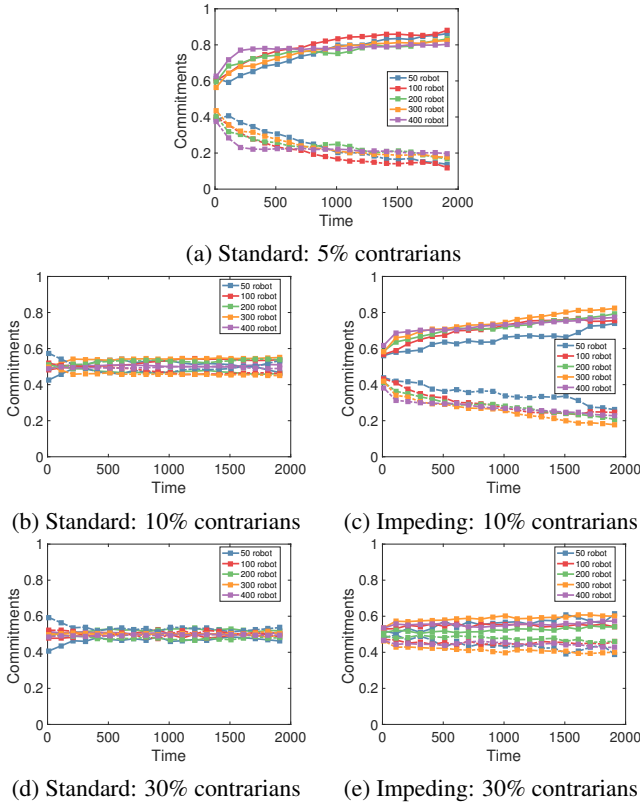 1
0.8
0.6
0.4
0.2
0
Commitments
50 robot
100 robot
200 robot
300 robot
400 robot
0 500 1000 1500 2000
Time
(a) Standard: 5% contrarians
1
0.8
0.6
0.4
0.2
0
Commitments
50 robot
100 robot
200 robot
300 robot
400 robot
0 500 1000 1500 2000
Time
(b) Standard: 10% contrarians
1
0.8
0.6
0.4
0.2
0
Commitments
50 robot
100 robot
200 robot
300 robot
400 robot
0 500 1000 1500 2000
Time
(c) Impeding: 10% contrarians
1
0.8
0.6
0.4
0.2
0
Commitments
50 robot
100 robot
200 robot
300 robot
400 robot
0 500 1000 1500 2000
Time
(d) Standard: 30% contrarians
1
0.8
0.6
0.4
0.2
0
Commitments
50 robot
100 robot
200 robot
300 robot
400 robot
0 500 1000 1500 2000
Time
(e) Impeding: 30% contrarians